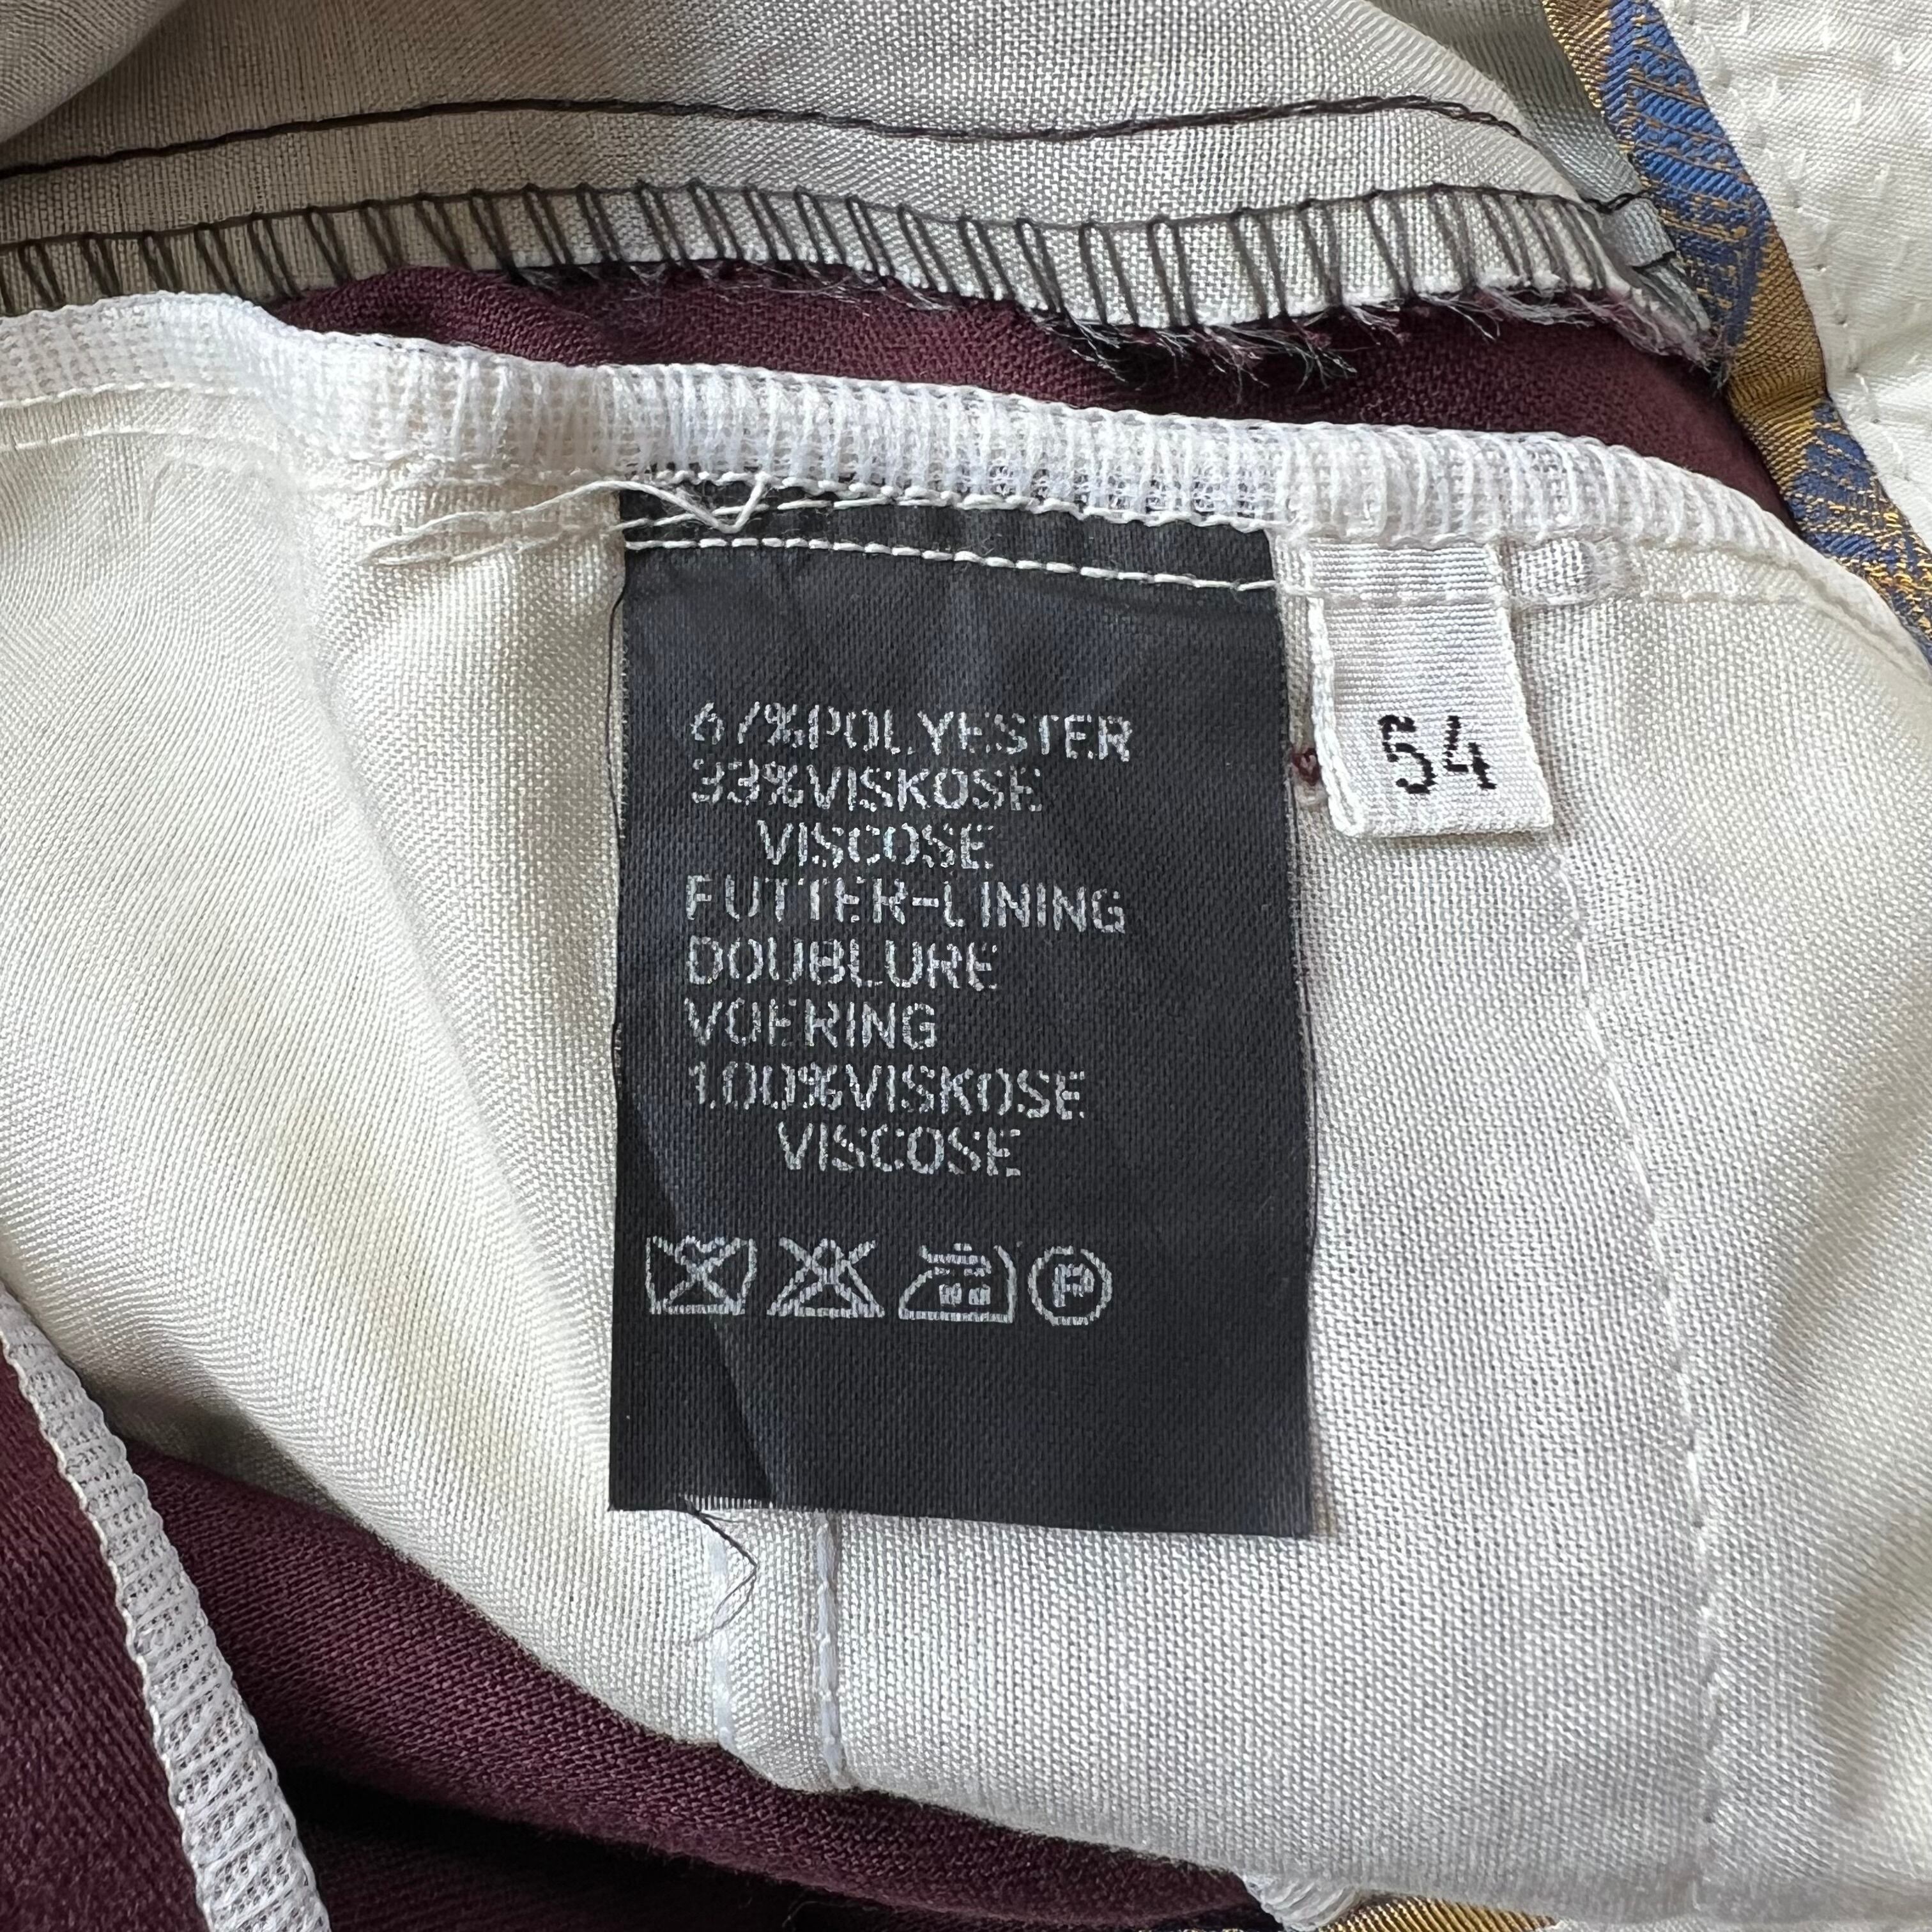 67%POLYESTER
33%VISKOSE
VISCOSE
FUTTER-LINING
DOUBLURE
VOERING
100%VISKOSE
VISCOSE
P
54